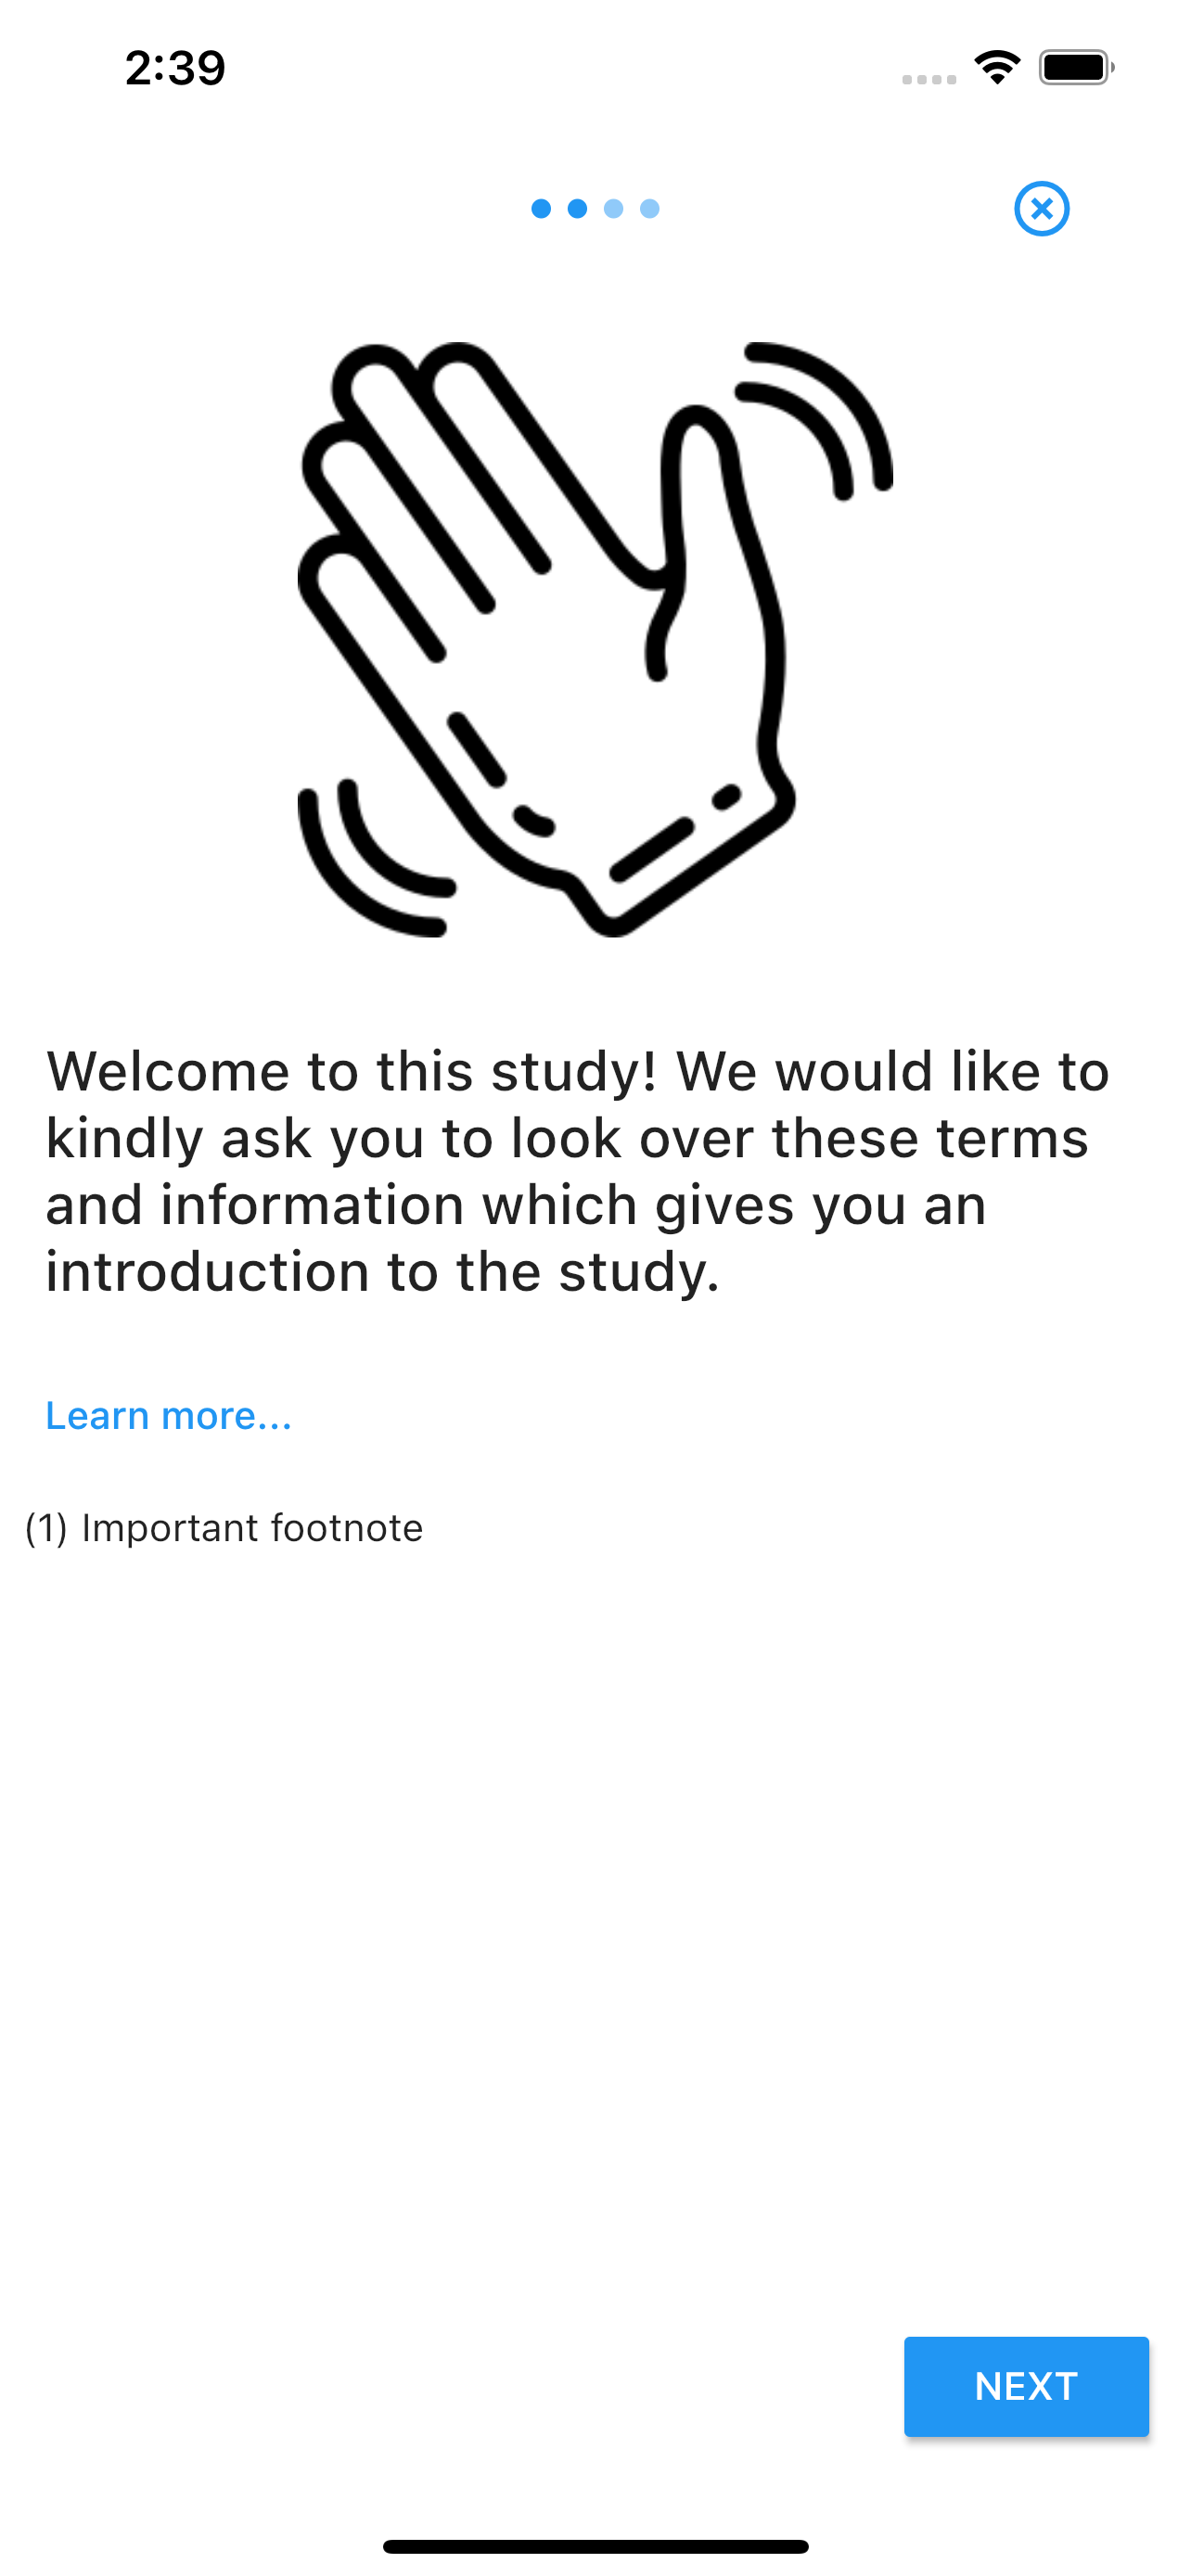 2:39
Welcome to this study! We would like to
kindly ask you to look over these terms
and information which gives you an
introduction to the study.
Learn more...
(1) Important footnote
NEXT